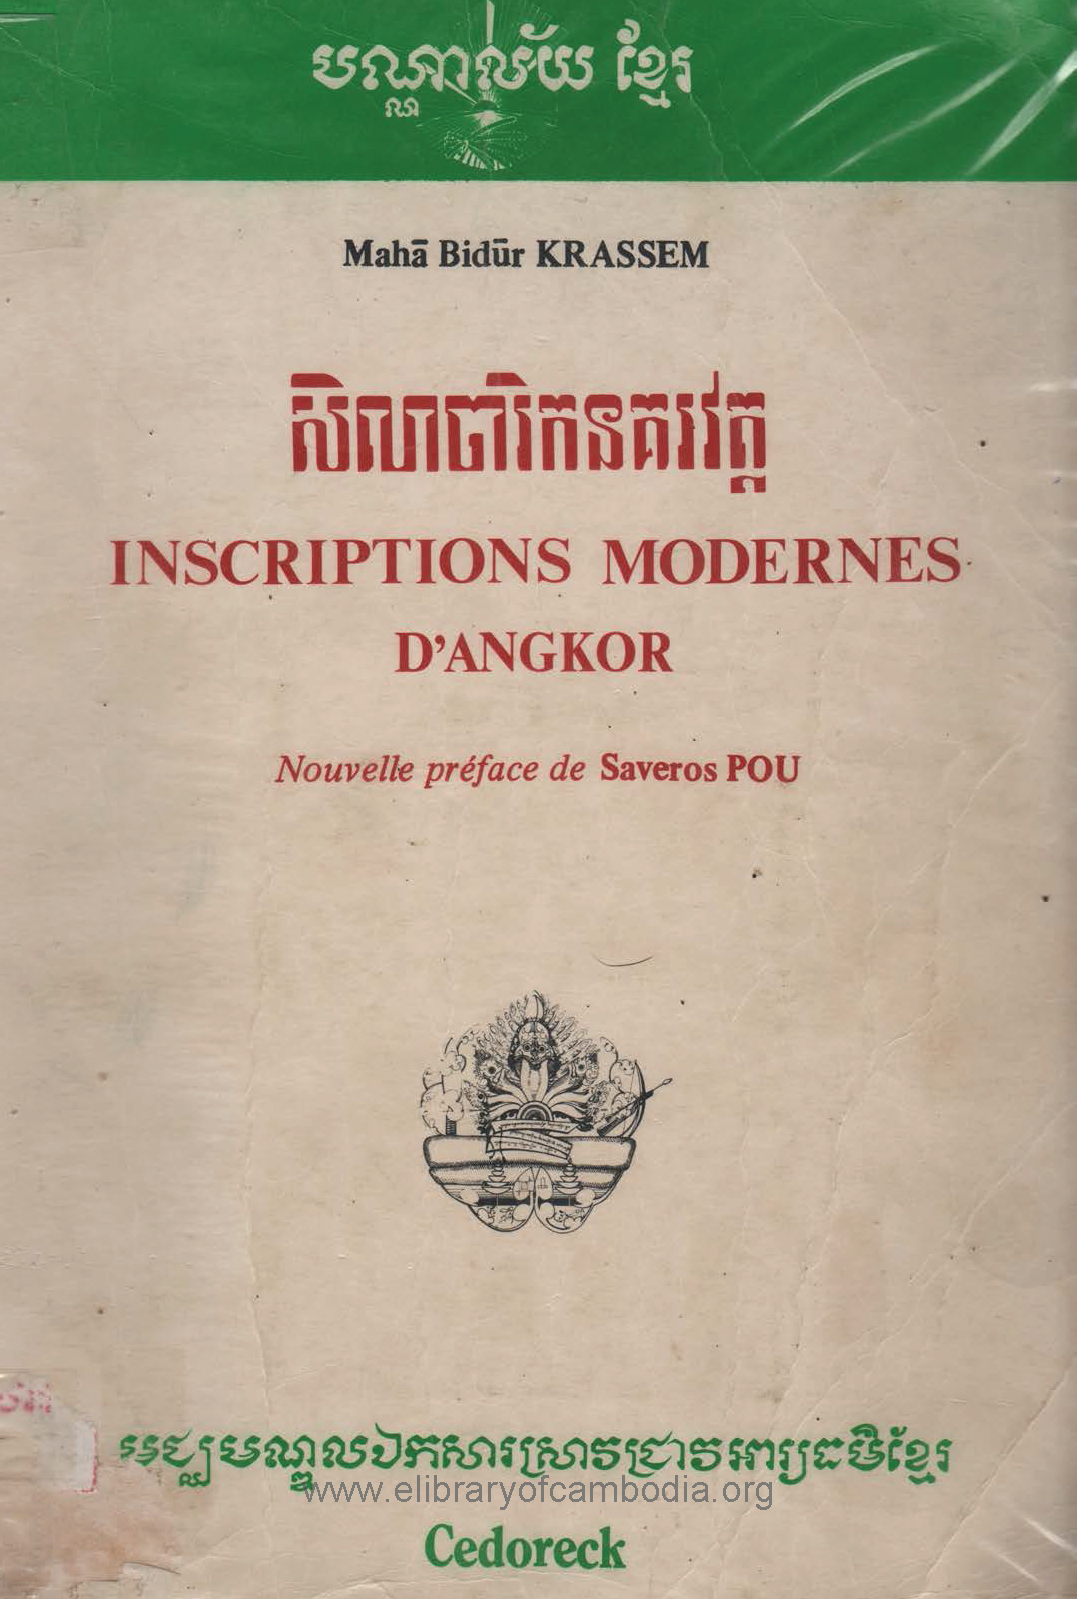 បណ្ណាល័យ ខ្មែរ
Mahā Bidūr KRASSEM
សិលាចារិកនគរវត្ត
INSCRIPTIONS MODERNES
D'ANGKOR
Nouvelle préface de Saveros POU
មជ្ឈមណ្ឌលឯកសារស្រាវជ្រាវអារ្យធម៌ខ្មែរ
www.elibraryofcambodia.org
Cedoreck